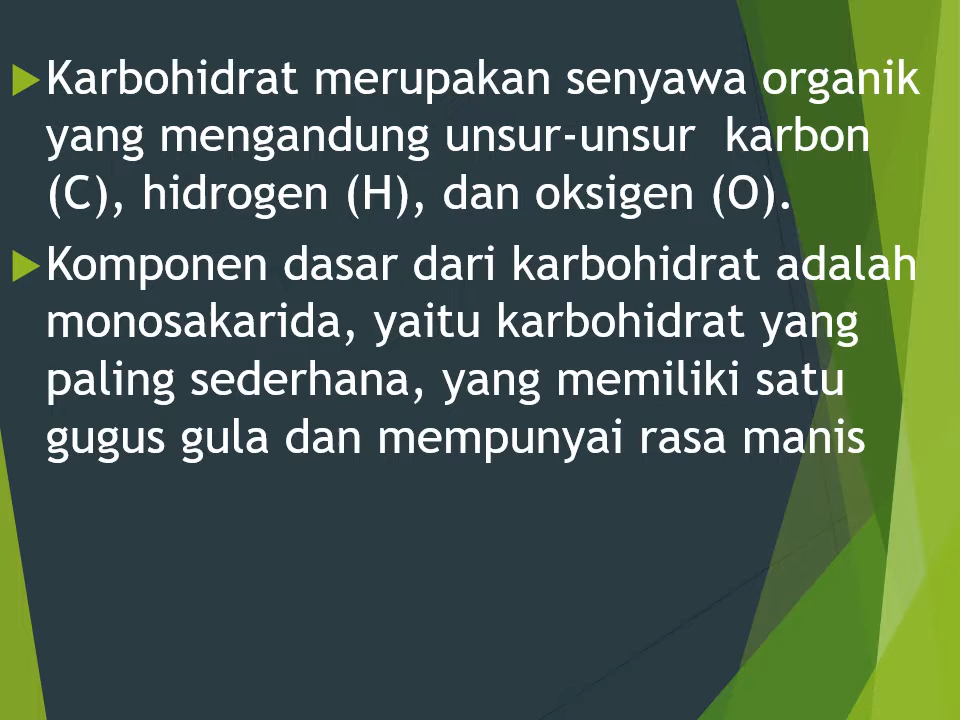 Karbohidrat merupakan senyawa organik
yang mengandung unsur-unsur karbon
(C), hidrogen (H), dan oksigen (O).
Komponen dasar dari karbohidrat adalah
monosakarida, yaitu karbohidrat yang
paling sederhana, yang memiliki satu
gugus gula dan mempunyai rasa manis